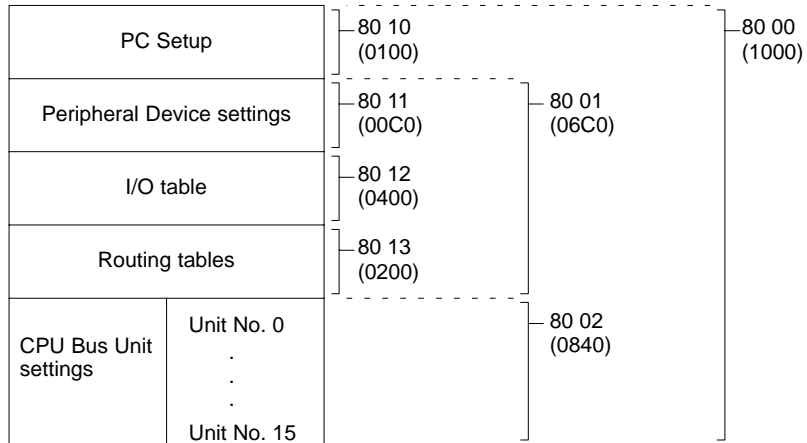 PC Setup
80 10
(0100)
80 00
(1000)
Peripheral Device settings
80 11
(00C0)
80 01
(06C0)
I/O table
80 12
(0400)
Routing tables
80 13
(0200)
CPU Bus Unit
settings
Unit No. 0
.
.
.
Unit No. 15
80 02
(0840)